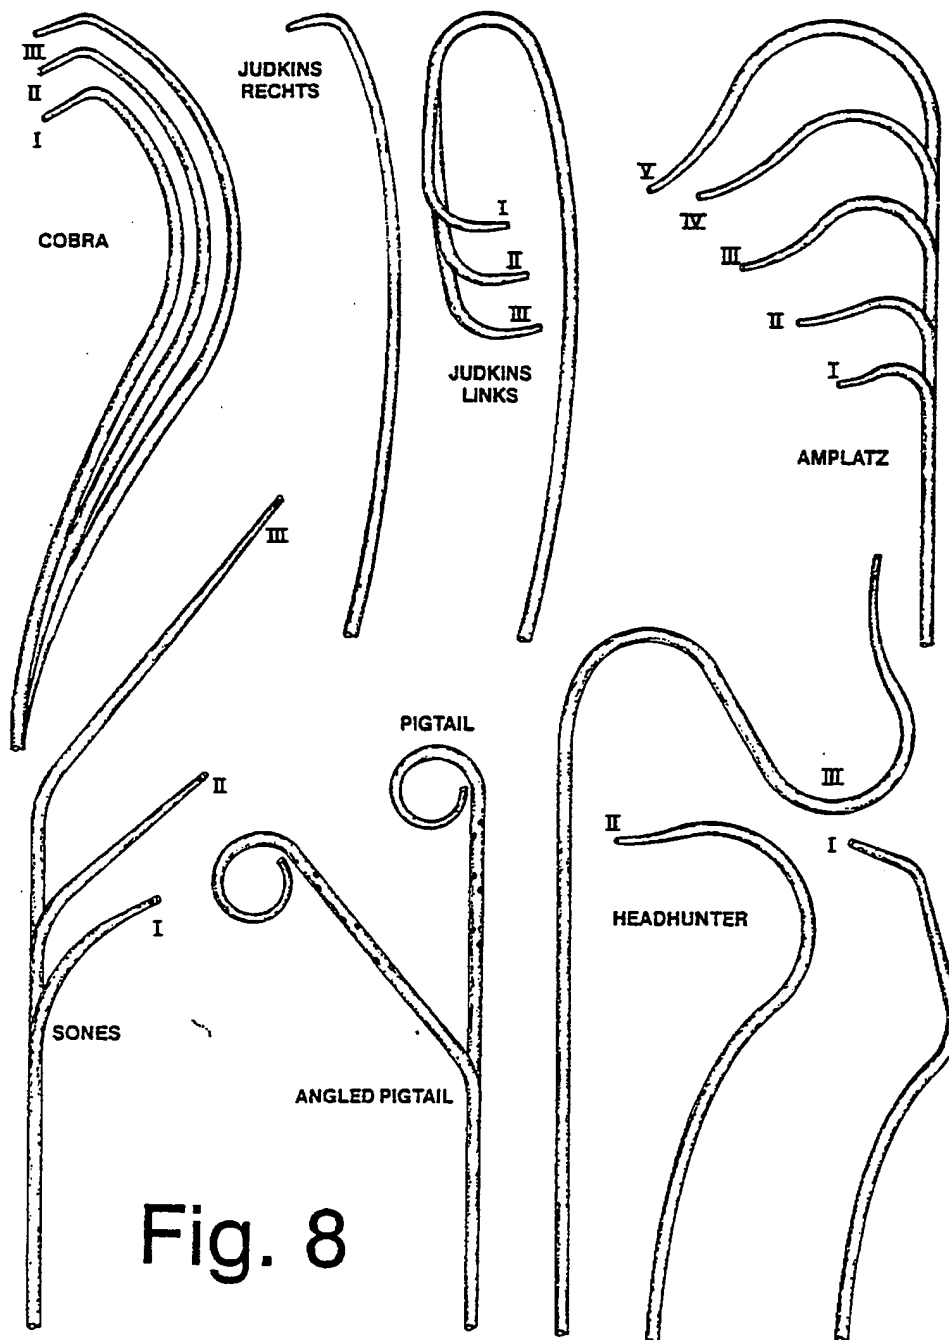 III
II
I
COBRA
JUDKINS
RECHTS
I
II
III
JUDKINS
LINKS
V
IV
III
II
I
AMPLATZ
III
II
I
SONES
PIGTAIL
ANGLED PIGTAIL
III
II
I
HEADHUNTER
Fig. 8